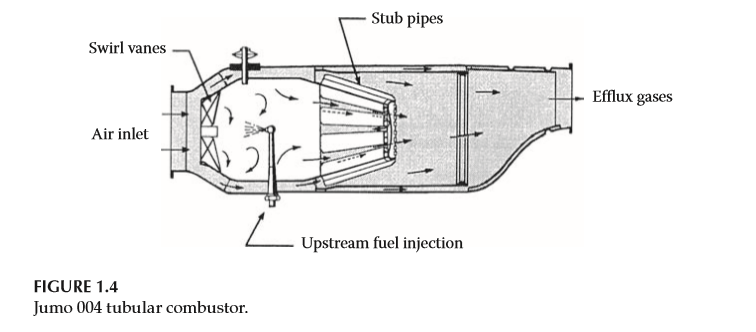 Stub pipes
Swirl vanes
Efflux gases
Air inlet
Upstream fuel injection
FIGURE 1.4
Jumo 004 tubular combustor.